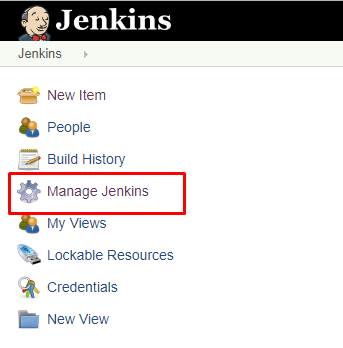 Jenkins
Jenkins
New Item
People
Build History
Manage Jenkins
My Views
Lockable Resources
Credentials
New View